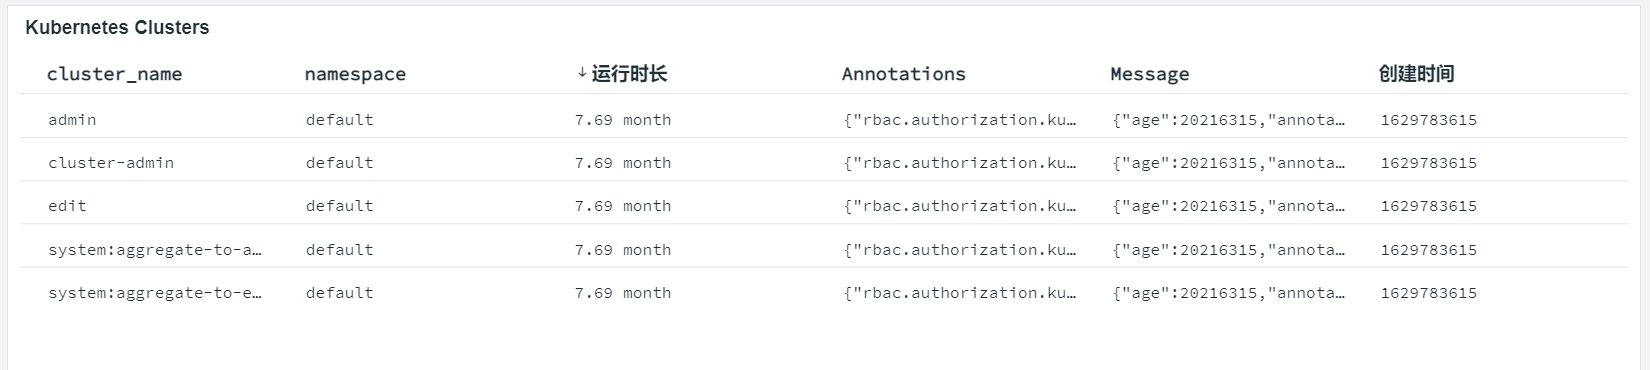 Kubernetes Clusters
cluster_name namespace ↓运行时长 Annotations Message 创建时间
admin default 7.69 month {"rbac.authorization.ku… {"age":20216315,"annota… 1629783615
cluster-admin default 7.69 month {"rbac.authorization.ku… {"age":20216315,"annota… 1629783615
edit default 7.69 month {"rbac.authorization.ku… {"age":20216315,"annota… 1629783615
system:aggregate-to-a… default 7.69 month {"rbac.authorization.ku… {"age":20216315,"annota… 1629783615
system:aggregate-to-e… default 7.69 month {"rbac.authorization.ku… {"age":20216315,"annota… 1629783615